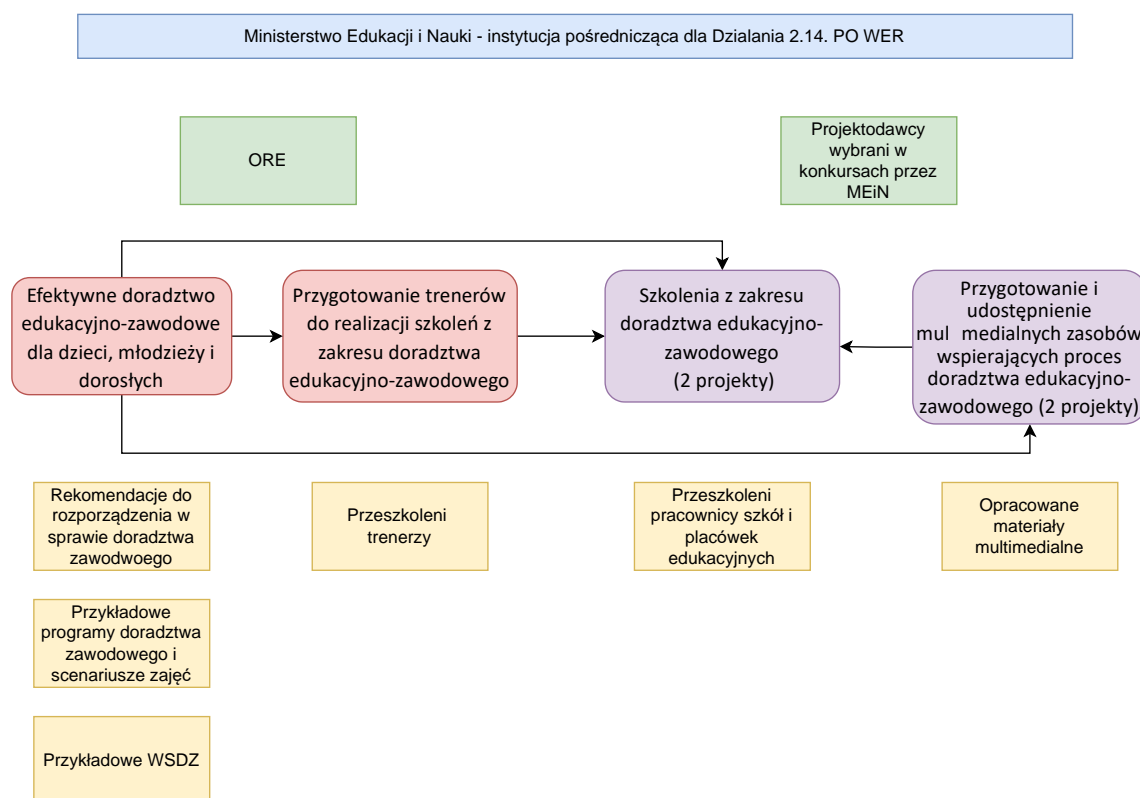 Ministerstwo Edukacji i Nauki - instytucja pośrednicząca dla Dzialania 2.14. PO WER
ORE
Projektodawcy
wybrani w
konkursach przez
MEiN
Efektywne doradztwo
edukacyjno-zawodowe
dla dzieci, młodzieży i
dorosłych
Przygotowanie trenerów
do realizacji szkoleń z
zakresu doradztwa
edukacyjno-zawodowego
Szkolenia z zakresu
doradztwa edukacyjno-
zawodowego
(2 projekty)
Przygotowanie i
udostępnienie
mul medialnych zasobów
wspierających proces
doradztwa edukacyjno-
zawodowego (2 projekty)
Rekomendacje do
rozporządzenia w
sprawie doradztwa
zawodwoego
Przeszkoleni
trenerzy
Przeszkoleni
pracownicy szkół i
placówek
edukacyjnych
Opracowane
materiały
multimedialne
Przykładowe
programy doradztwa
zawodowego i
scenariusze zajęć
Przykładowe WSDZ